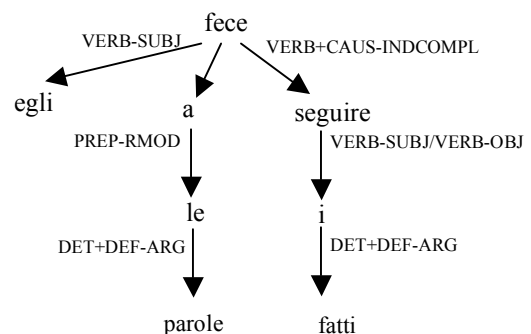 fece
VERB-SUBJ VERB+CAUS-INDCOMPL
egli a seguire
PREP-RMOD VERB-SUBJ/VERB-OBJ
le i
DET+DEF-ARG DET+DEF-ARG
parole fatti